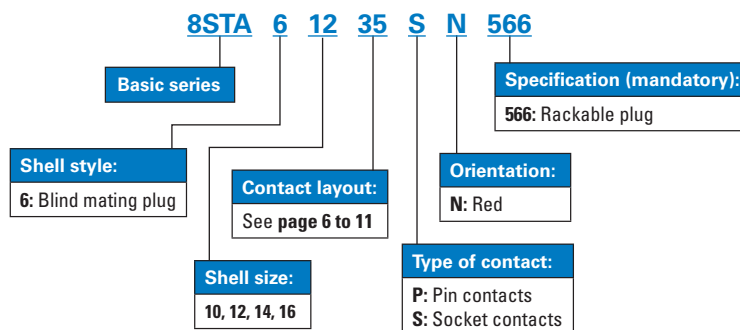 8STA 6 12 35 S N 566
Basic series
Specification (mandatory):
566: Rackable plug
Shell style:
6: Blind mating plug
Contact layout:
See page 6 to 11
Orientation:
N: Red
Shell size:
10, 12, 14, 16
Type of contact:
P: Pin contacts
S: Socket contacts